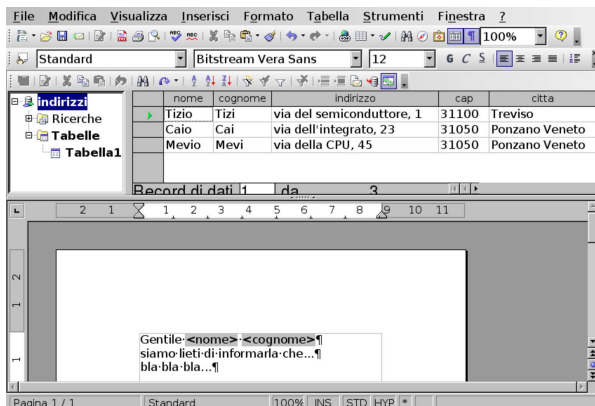 File Modifica Visualizza Inserisci Formato Tabella Strumenti Finestra ?
100%
Standard Bitstream Vera Sans 12 G C S
indirizzi
Ricerche
Tabelle
Tabella1
nome cognome indirizzo cap citta
Tizio Tizi via del semiconduttore, 1 31100 Treviso
Caio Cai via dell'integrato, 23 31050 Ponzano Veneto
Mevio Mevi via della CPU, 45 31050 Ponzano Veneto
Record di dati 1 da 3
2 1 1 2 3 4 5 6 7 8 9 10 11
2
1
1
Gentile·<nome>·<cognome>¶
siamo·lieti·di·informarla·che...¶
bla·bla·bla...¶
Pagina 1 / 1 Standard 100% INS STD HYP *